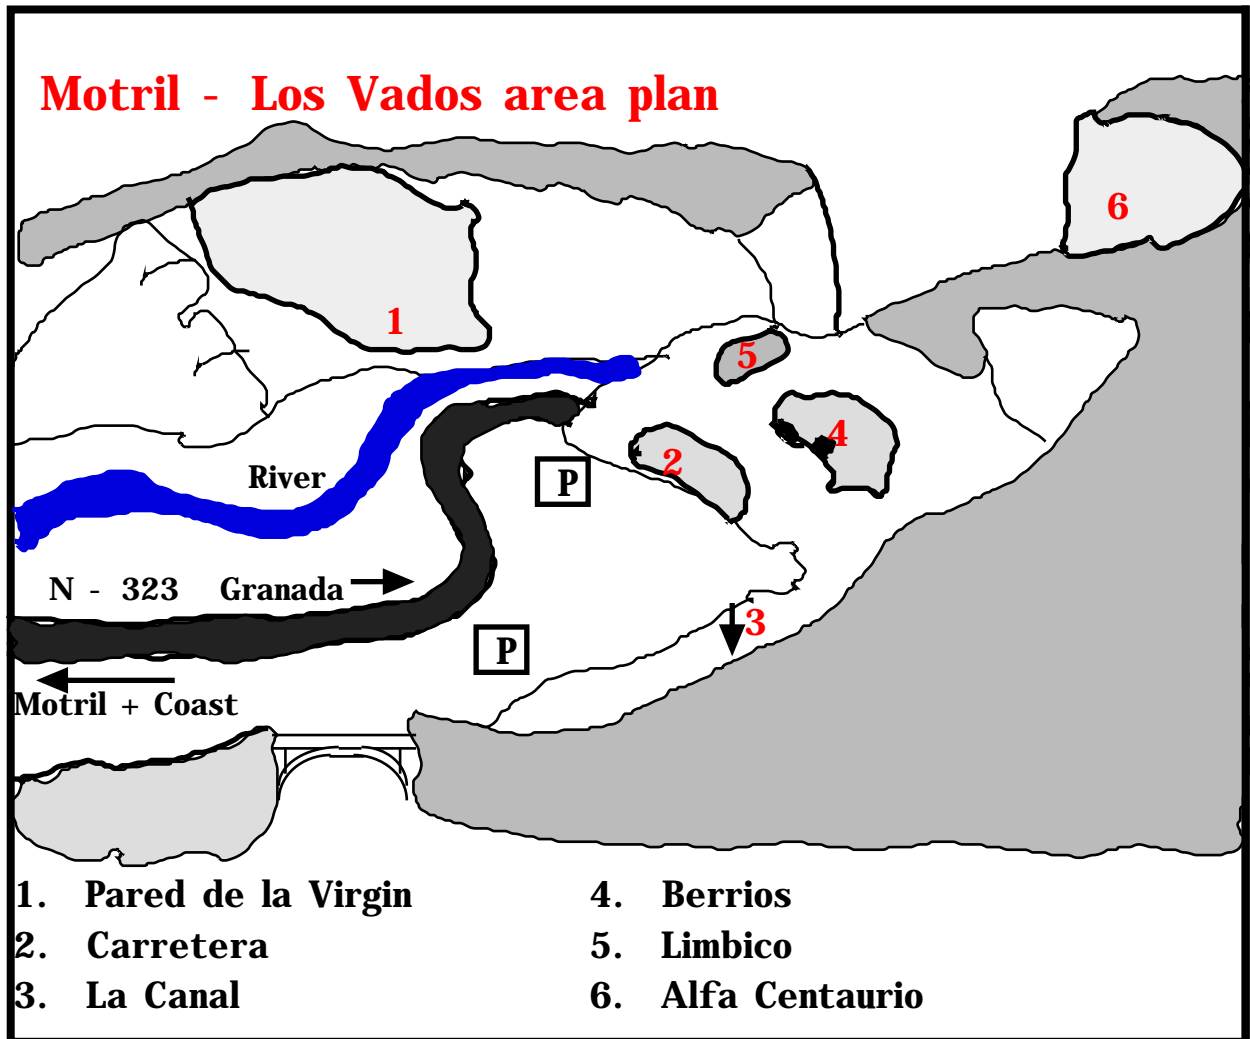 Motril - Los Vados area plan
6
1
5
4
2
River
P
N - 323 Granada
3
P
Motril + Coast
1. Pared de la Virgin
2. Carretera
3. La Canal
4. Berrios
5. Limbico
6. Alfa Centaurio